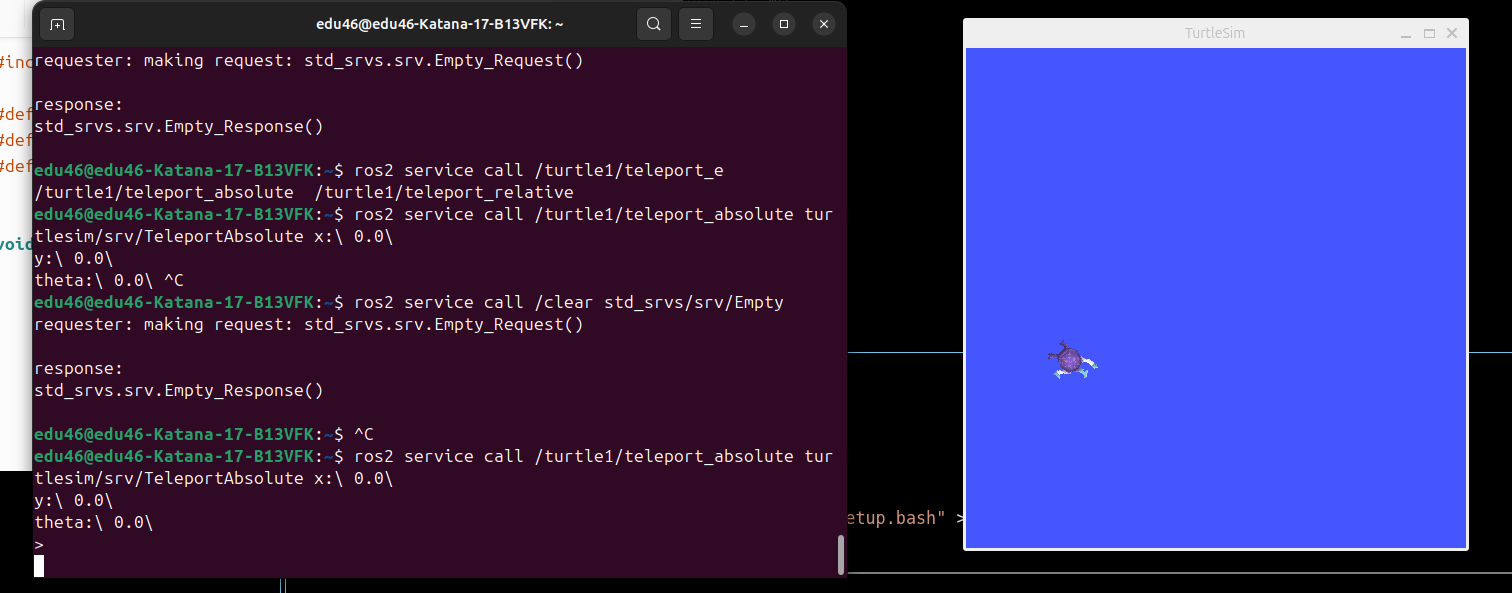 edu46@edu46-Katana-17-B13VFK: ~
requester: making request: std_srvs.srv.Empty_Request()
response:
std_srvs.srv.Empty_Response()
edu46@edu46-Katana-17-B13VFK:~$ ros2 service call /turtle1/teleport_e
/turtle1/teleport_absolute  /turtle1/teleport_relative
edu46@edu46-Katana-17-B13VFK:~$ ros2 service call /turtle1/teleport_absolute tur
tlesim/srv/TeleportAbsolute x:\ 0.0\
y:\ 0.0\
theta:\ 0.0\ ^C
edu46@edu46-Katana-17-B13VFK:~$ ros2 service call /clear std_srvs/srv/Empty
requester: making request: std_srvs.srv.Empty_Request()
response:
std_srvs.srv.Empty_Response()
edu46@edu46-Katana-17-B13VFK:~$ ^C
edu46@edu46-Katana-17-B13VFK:~$ ros2 service call /turtle1/teleport_absolute tur
tlesim/srv/TeleportAbsolute x:\ 0.0\
y:\ 0.0\
theta:\ 0.0\
>
#inc
#def
#def
#def
void
etup.bash" >
TurtleSim